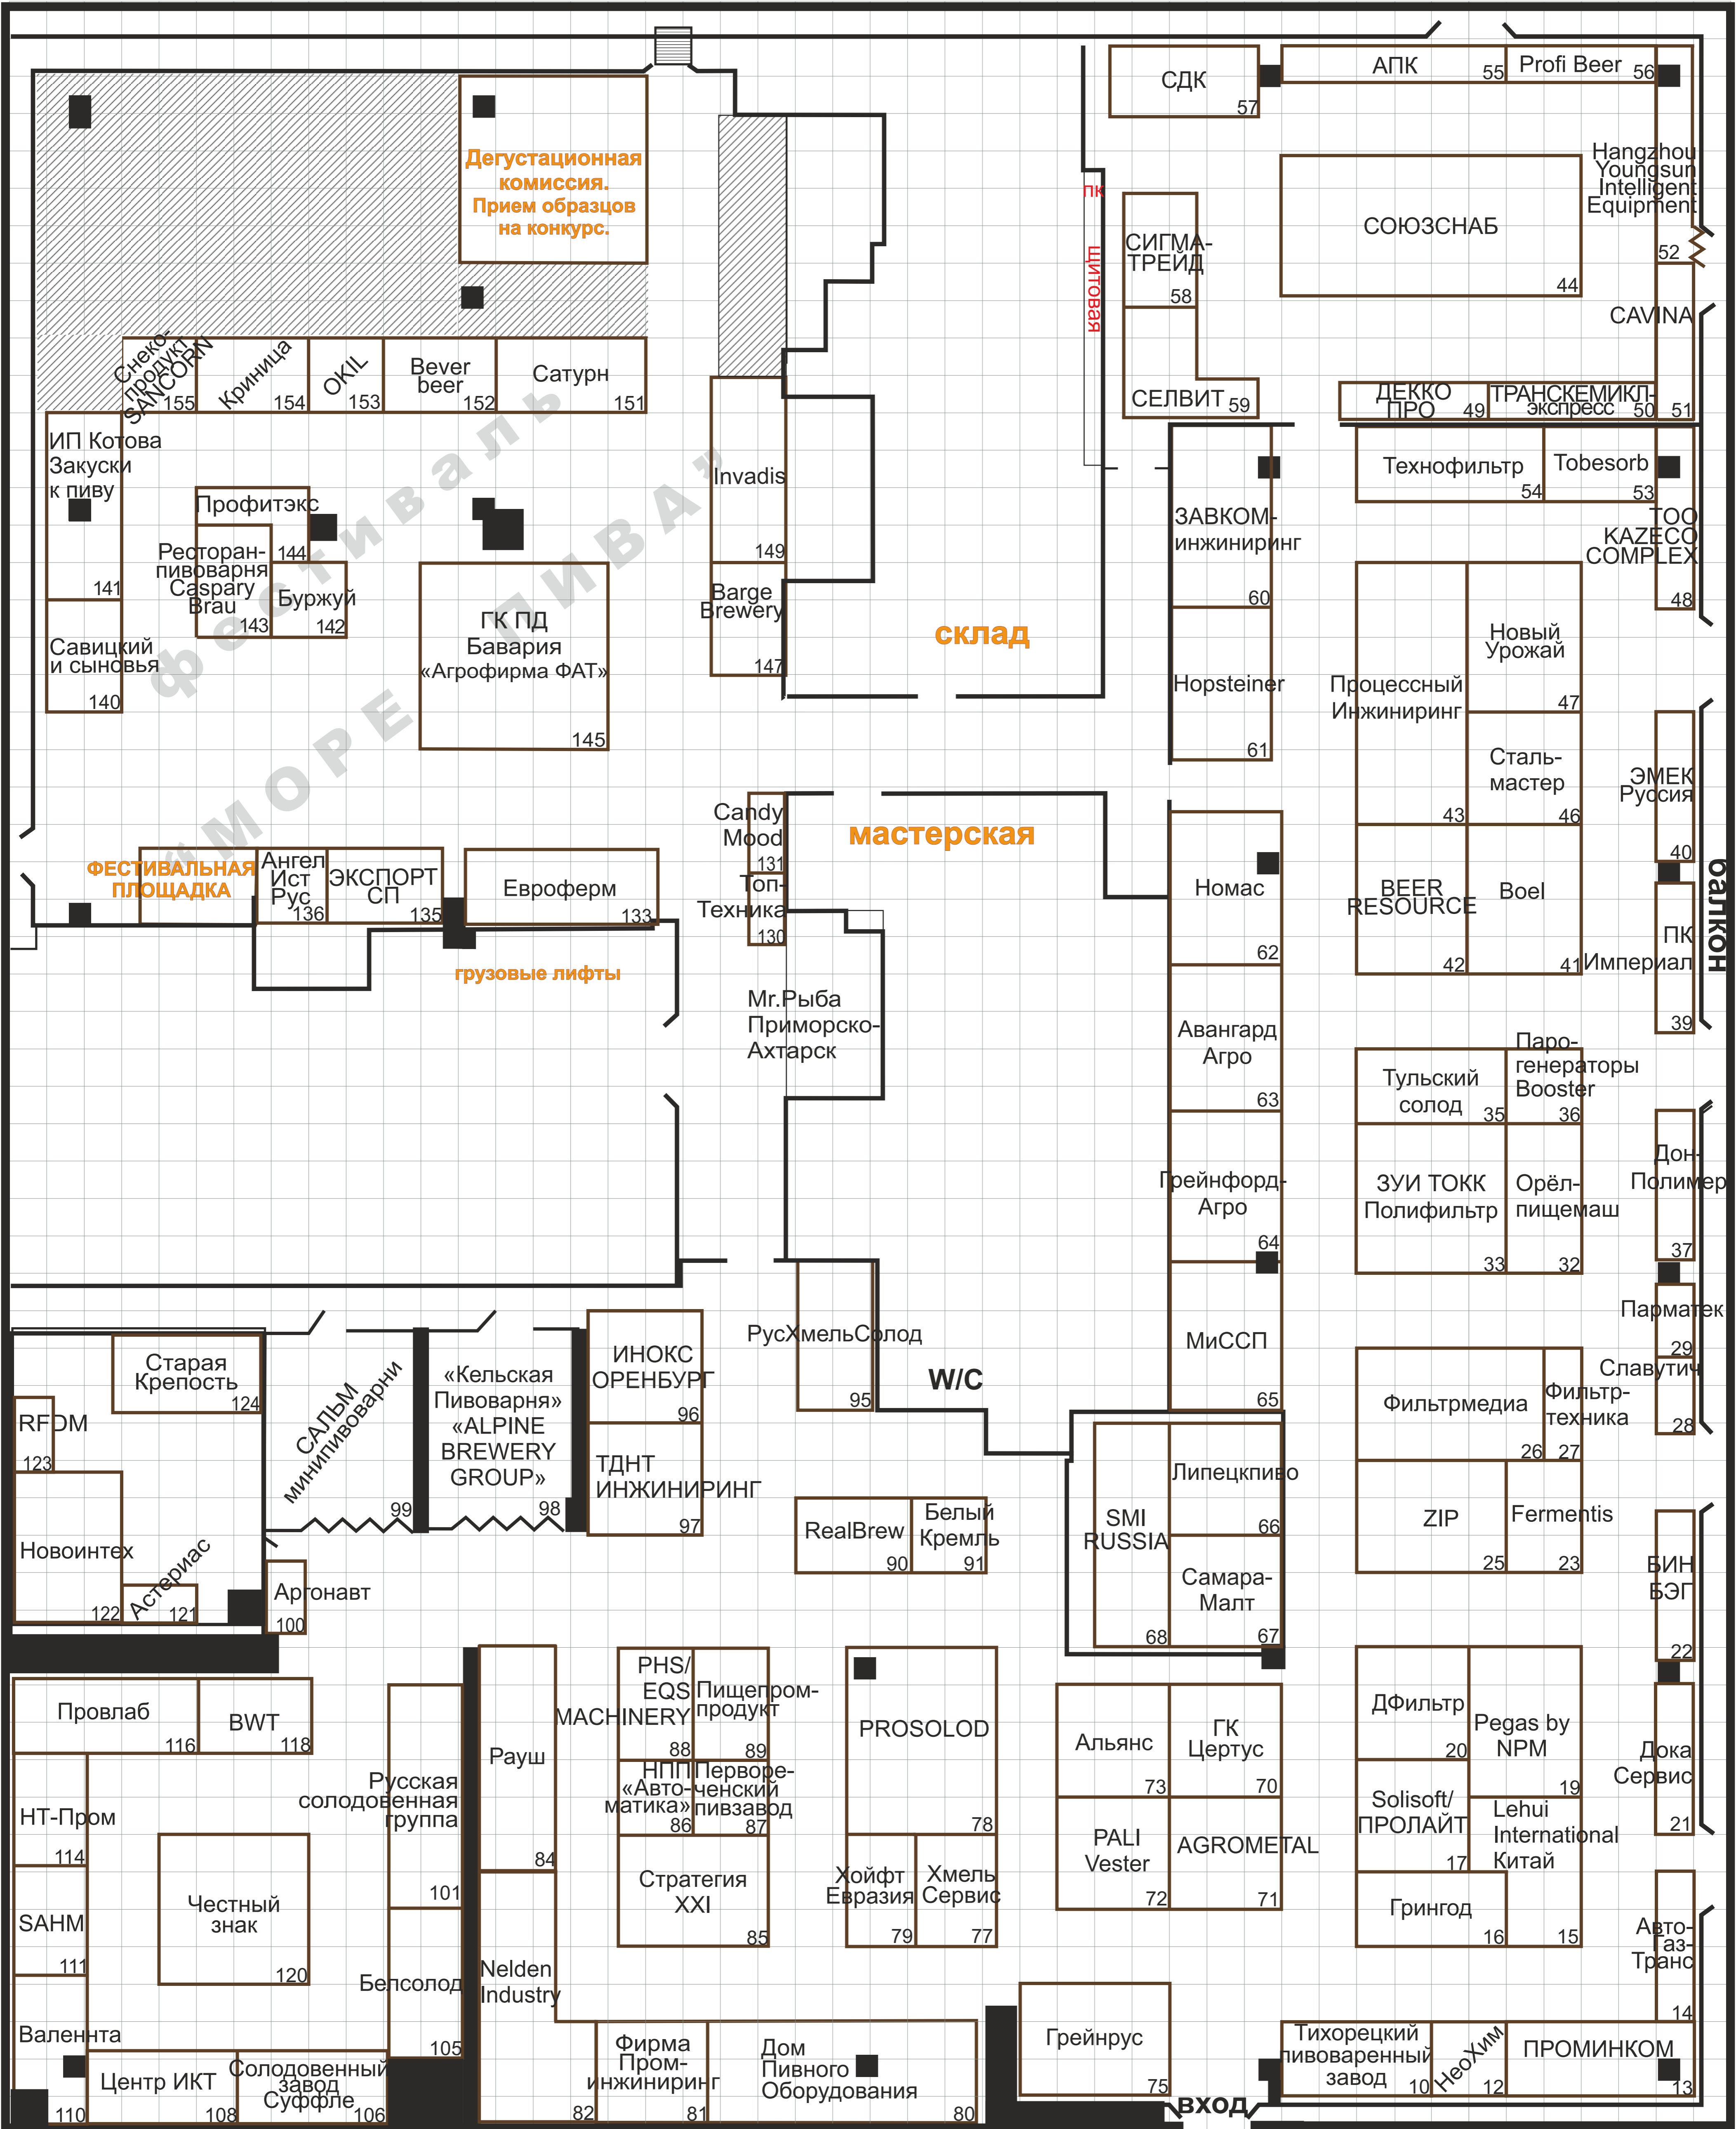 СДК
57
АПК
55
Profi Beer
56
Дегустационная
комиссия.
Прием образцов
на конкурс.
ПК
щитовая
СИГМА-
ТРЕЙД
58
СОЮЗСНАБ
44
Hangzhou
Youngsun
Intelligent
Equipment
52
CAVINA
51
СЕЛВИТ
59
ДЕККО
ПРО
49
ТРАНСКЕМИКЛ-
экспресс
50
Снеко-
продукт
SANCORN
155
Криница
154
OKIL
153
Bever
beer
152
Сатурн
151
фестиваль
“МОРЕ ПИВА”
ИП Котова
Закуски
к пиву
141
Савицкий
и сыновья
140
Профитэкс
144
Ресторан-
пивоварня
Caspary
Brau
143
Буржуй
142
ГК ПД
Бавария
«Агрофирма ФАТ»
145
Invadis
149
Barge
Brewery
147
склад
ЗАВКОМ-
инжиниринг
60
Hopsteiner
61
Технофильтр
54
Tobesorb
53
ТОО
KAZECO
COMPLEX
48
Процессный
Инжиниринг
43
Новый
Урожай
47
Сталь-
мастер
46
ЭМЕК
Руссия
40
балкон
Candy
Mood
131
Топ-
Техника
130
мастерская
ФЕСТИВАЛЬНАЯ
ПЛОЩАДКА
Ангел
Ист
Рус
136
ЭКСПОРТ
СП
135
Евроферм
133
грузовые лифты
Номас
62
BEER
RESOURCE
42
Boel
41
ПК
Империал
39
Mr.Рыба
Приморско-
Ахтарск
Авангард
Агро
63
Тульский
солод
35
Паро-
генераторы
Booster
36
Грейнфорд-
Агро
64
ЗУИ ТОКК
Полифильтр
33
Орёл-
пищемаш
32
Дон-
Полимер
37
Парматек
29
Славутич
28
РусХмельСолод
95
W/C
МиССП
65
Фильтрмедиа
26
Фильтр-
техника
27
Старая
Крепость
124
RFDM
123
САЛЬМ
минипивоварни
99
«Кельская
Пивоварня»
«ALPINE
BREWERY
GROUP»
98
ИНОКС
ОРЕНБУРГ
96
ТДНТ
ИНЖИНИРИНГ
97
Новоинтех
122
Астериас
121
Аргонавт
100
RealBrew
90
Белый
Кремль
91
SMI
RUSSIA
68
Липецкпиво
66
Самара-
Малт
67
ZIP
25
Fermentis
23
БИН
БЭГ
22
Провлаб
116
BWT
118
Русская
солодовенная
группа
101
Рауш
84
PHS/
EQS
MACHINERY
88
Пищепром-
продукт
89
НПП
«Авто-
матика»
86
Перворе-
ченский
пивзавод
87
PROSOLOD
78
Альянс
73
ГК
Цертус
70
ДФильтр
20
Pegas by
NPM
19
Дока
Сервис
21
НТ-Пром
114
SAHM
111
Честный
знак
120
Стратегия
XXI
85
Хойфт
Евразия
79
Хмель
Сервис
77
PALI
Vester
72
AGROMETAL
71
Solisoft/
ПРОЛАЙТ
17
Lehui
International
Китай
15
Грингод
16
Авто-
Газ-
Транс
14
Валеннта
110
Белсолод
105
Nelden
Industry
82
Центр ИКТ
108
Солодовенный
завод
Суффле
106
Фирма
Пром-
инжиниринг
81
Дом
Пивного
Оборудования
80
Грейнрус
75
вход
Тихорецкий
пивоваренный
завод
10
НеоХим
12
ПРОМИНКОМ
13